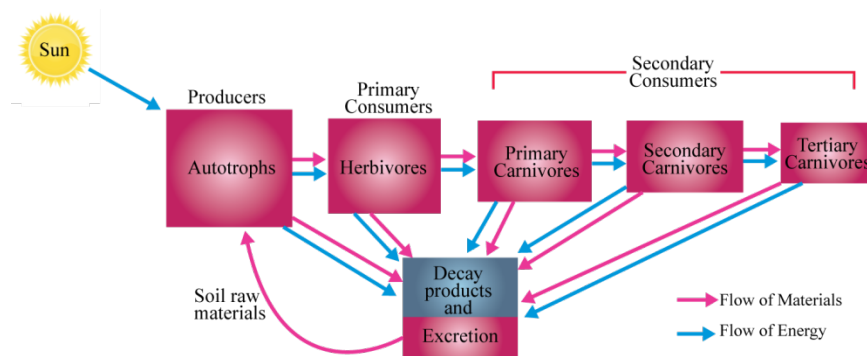 Sun
Secondary
Consumers
Producers
Primary
Consumers
Autotrophs
Herbivores
Primary
Carnivores
Secondary
Carnivores
Tertiary
Carnivores
Soil raw
materials
Decay
products and
Excretion
Flow of Materials
Flow of Energy